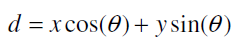 d = x cos(θ) + y sin(θ)